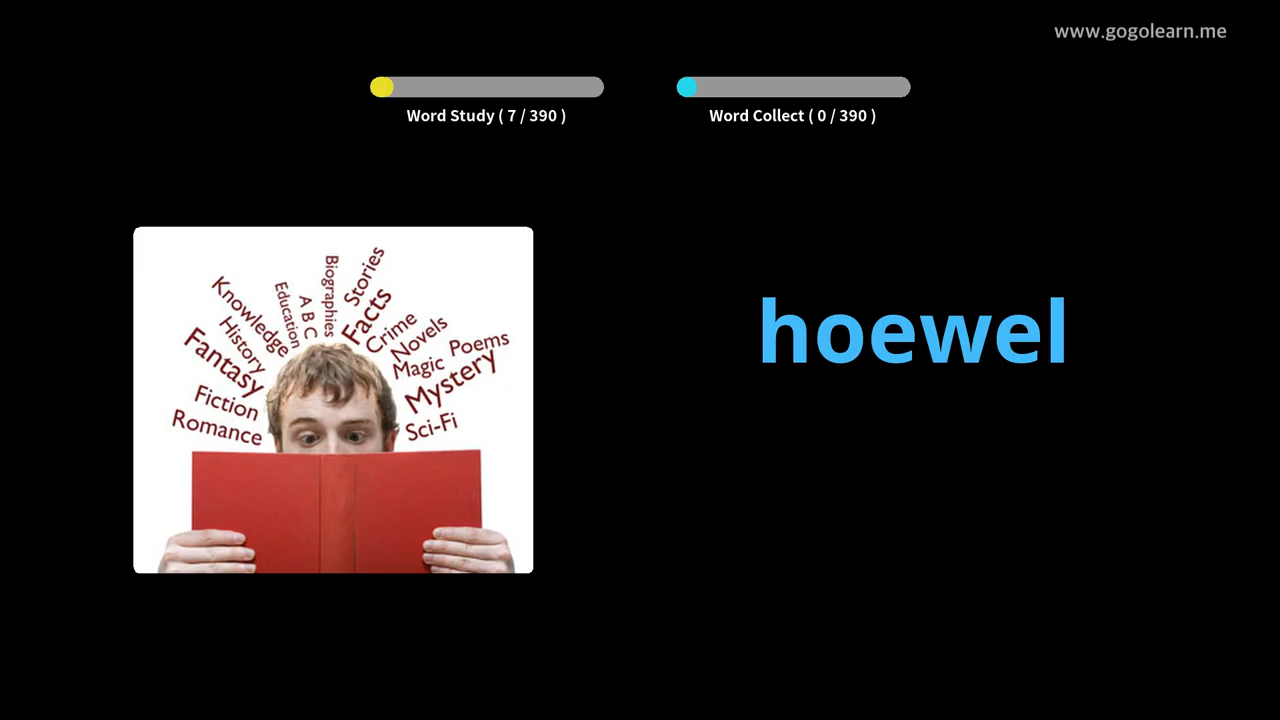 www.gogolearn.me
Word Study ( 7 / 390 )
Word Collect ( 0 / 390 )
Biographies
Stories
Education
A B C
Facts
Knowledge
Crime
History
Novels
Fantasy
Magic
Poems
Mystery
Fiction
Romance
Sci-Fi
hoewel